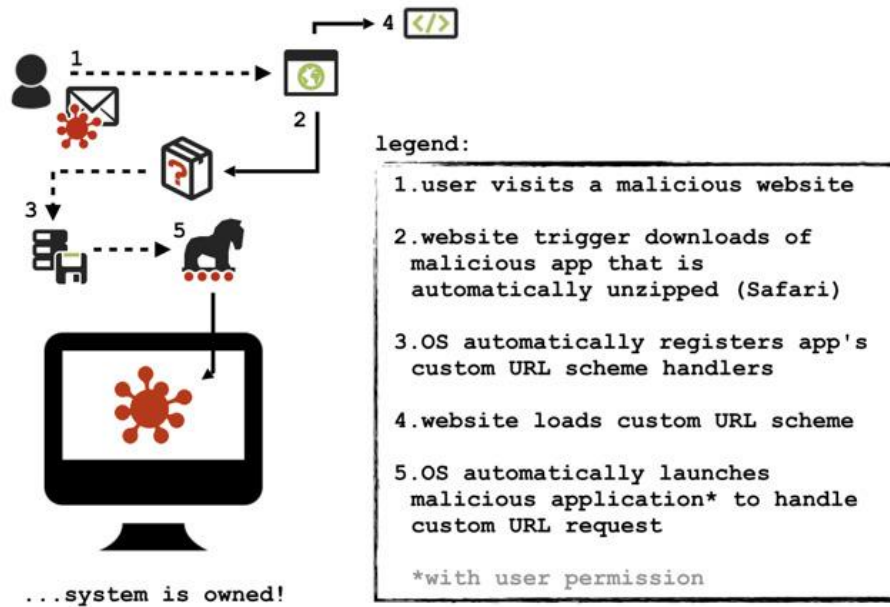 4 </>
1
2
legend:
?
3
5
1.user visits a malicious website
2.website trigger downloads of
malicious app that is
automatically unzipped (Safari)
3.OS automatically registers app's
custom URL scheme handlers
4.website loads custom URL scheme
5.OS automatically launches
malicious application* to handle
custom URL request
*with user permission
...system is owned!